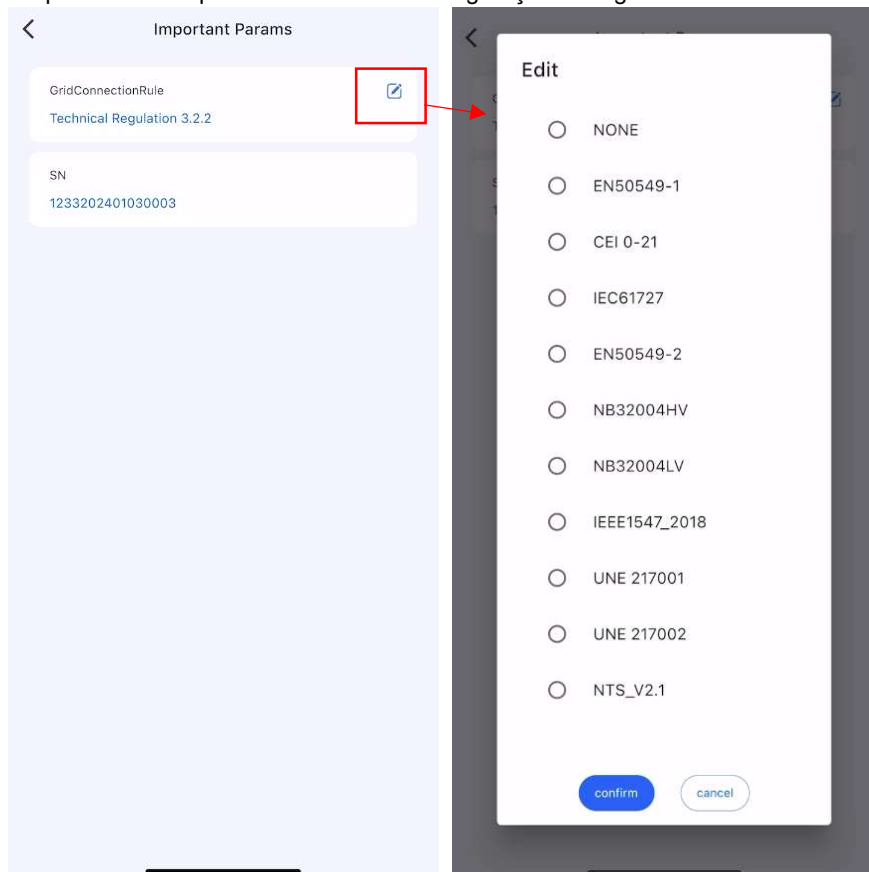 Important Params
GridConnectionRule
Technical Regulation 3.2.2
SN
1233202401030003
Edit
NONE
EN50549-1
CEI 0-21
IEC61727
EN50549-2
NB32004HV
NB32004LV
IEEE1547_2018
UNE 217001
UNE 217002
NTS_V2.1
confirm
cancel